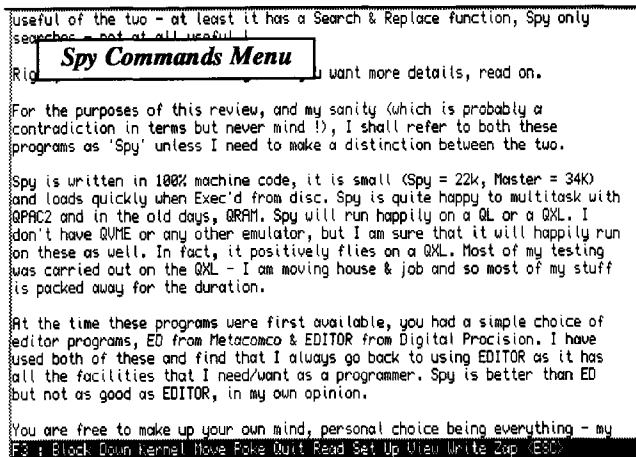 useful of the two - at least it has a Search & Replace function, Spy only
searches - not at all useful !
Spy Commands Menu
want more details, read on.
For the purposes of this review, and my sanity (which is probably a
contradiction in terms but never mind !), I shall refer to both these
programs as 'Spy' unless I need to make a distinction between the two.
Spy is written in 100% machine code, it is small (Spy = 22k, Master = 34K)
and loads quickly when Exec'd from disc. Spy is quite happy to multitask with
QPAC2 and in the old days, QRAM. Spy will run happily on a QL or a QXL. I
don't have QVME or any other emulator, but I am sure that it will happily run
on these as well. In fact, it positively flies on a QXL. Most of my testing
was carried out on the QXL - I am moving house & job and so most of my stuff
is packed away for the duration.
At the time these programs were first available, you had a simple choice of
editor programs, ED from Metacomco & EDITOR from Digital Procision. I have
used both of these and find that I always go back to using EDITOR as it has
all the facilities that I need/want as a programmer. Spy is better than ED
but not as good as EDITOR, in my own opinion.
You are free to make up your own mind, personal choice being everything - my
F3 : Block Down Kernel Move Poke Quit Read Set Up View Write Zap <ESC>